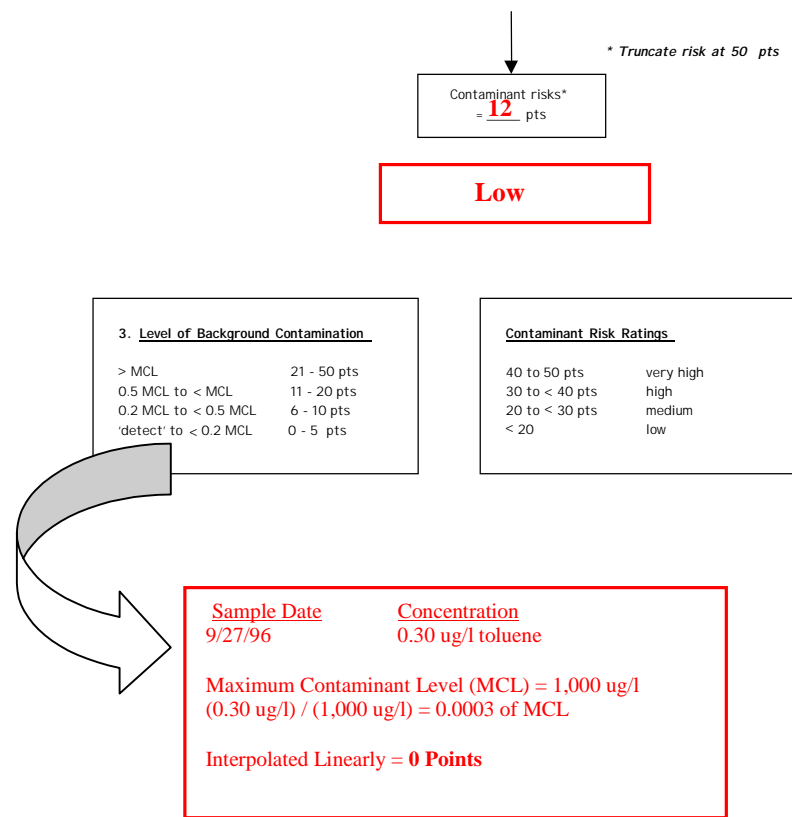 * Truncate risk at 50 pts
Contaminant risks*
= 12 pts
Low
3. Level of Background Contamination
> MCL 21 - 50 pts
0.5 MCL to < MCL 11 - 20 pts
0.2 MCL to < 0.5 MCL 6 - 10 pts
‘detect’ to < 0.2 MCL 0 - 5 pts
Contaminant Risk Ratings
40 to 50 pts very high
30 to < 40 pts high
20 to < 30 pts medium
< 20 low
Sample Date Concentration
9/27/96 0.30 ug/l toluene
Maximum Contaminant Level (MCL) = 1,000 ug/l
(0.30 ug/l) / (1,000 ug/l) = 0.0003 of MCL
Interpolated Linearly = 0 Points